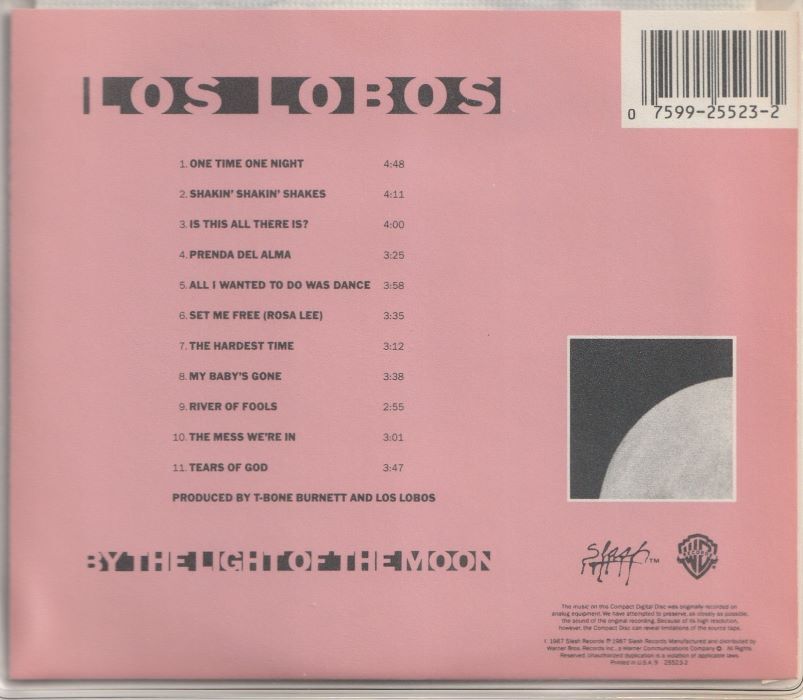 LOS LOBOS
0 7599-25523-2
1. ONE TIME ONE NIGHT 4:48
2. SHAKIN' SHAKIN' SHAKES 4:11
3. IS THIS ALL THERE IS? 4:00
4. PRENDA DEL ALMA 3:25
5. ALL I WANTED TO DO WAS DANCE 3:58
6. SET ME FREE (ROSA LEE) 3:35
7. THE HARDEST TIME 3:12
8. MY BABY'S GONE 3:38
9. RIVER OF FOOLS 2:55
10. THE MESS WE'RE IN 3:01
11. TEARS OF GOD 3:47
PRODUCED BY T-BONE BURNETT AND LOS LOBOS
BY THE LIGHT OF THE MOON
Slash TM
The music on this Compact Digital Disc was originally recorded on
analog equipment. We have attempted to preserve, as closely as possible,
the sound of the original recording. Because of its high resolution,
however, the Compact Disc can reveal limitations of the source tape.
1987 Slash Records ℗ 1987 Slash Records Manufactured and distributed by
Warner Bros. Records Inc., a Warner Communications Company All Rights
Reserved. Unauthorized duplication is a violation of applicable laws.
Printed in U.S.A. 9 25523-2